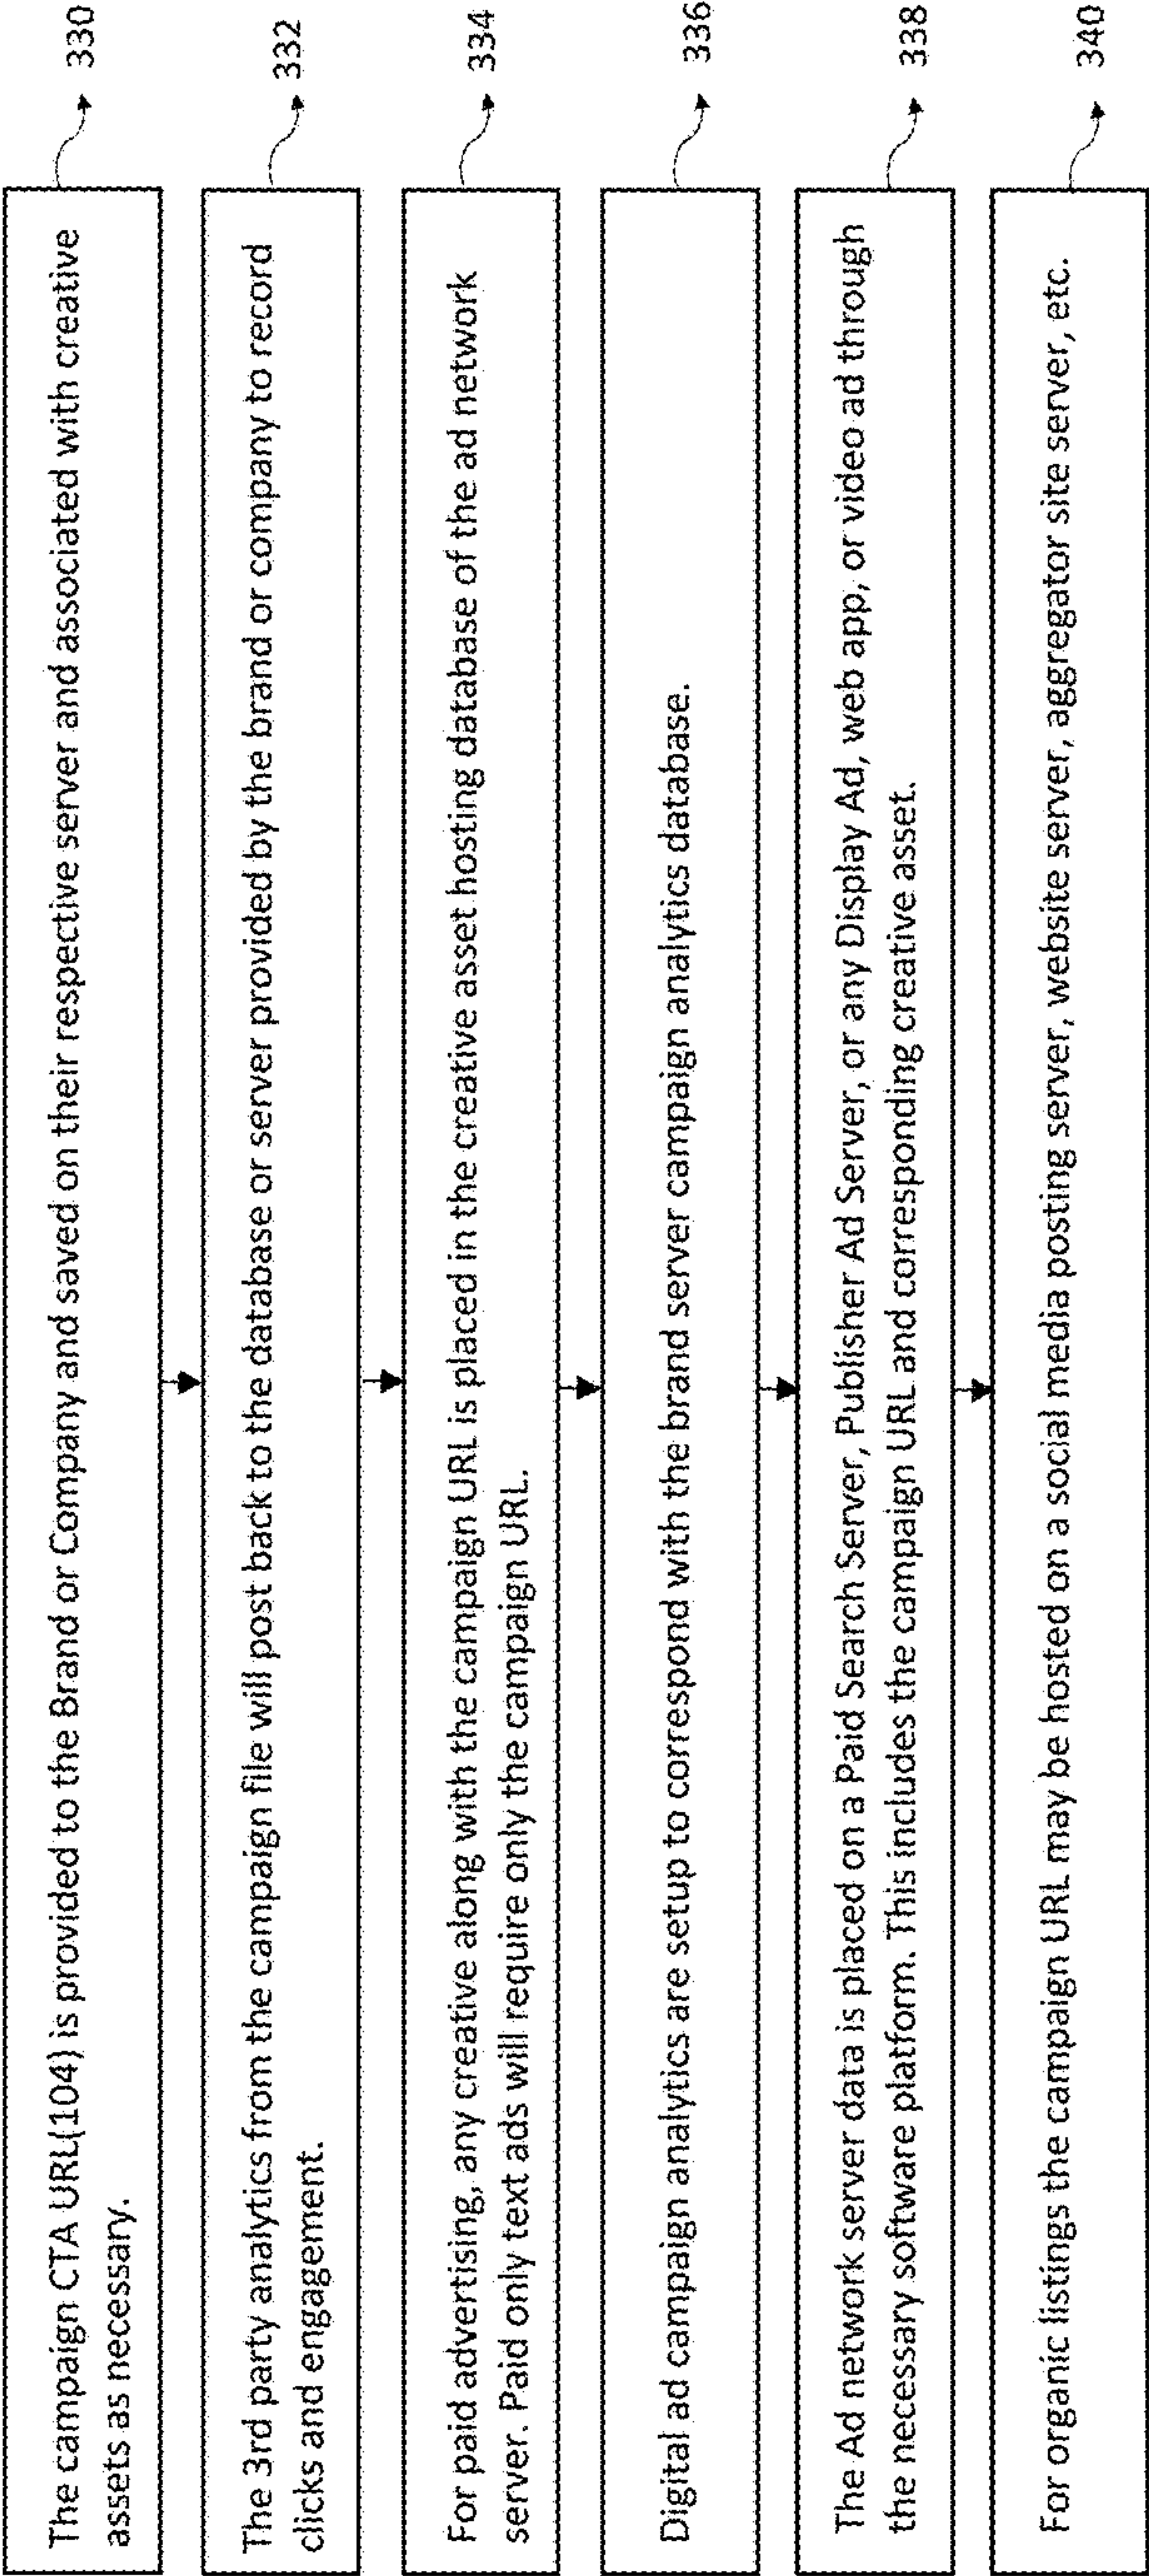 The campaign CTA URL(104) is provided to the Brand or Company and saved on their respective server and associated with creative
assets as necessary.
330
The 3rd party analytics from the campaign file will post back to the database or server provided by the brand or company to record
clicks and engagement.
332
For paid advertising, any creative along with the campaign URL is placed in the creative asset hosting database of the ad network
server. Paid only text ads will require only the campaign URL.
334
Digital ad campaign analytics are setup to correspond with the brand server campaign analytics database.
336
The Ad network server data is placed on a Paid Search Server, Publisher Ad Server, or any Display Ad, web app, or video ad through
the necessary software platform. This includes the campaign URL and corresponding creative asset.
338
For organic listings the campaign URL may be hosted on a social media posting server, website server, aggregator site server, etc.
340